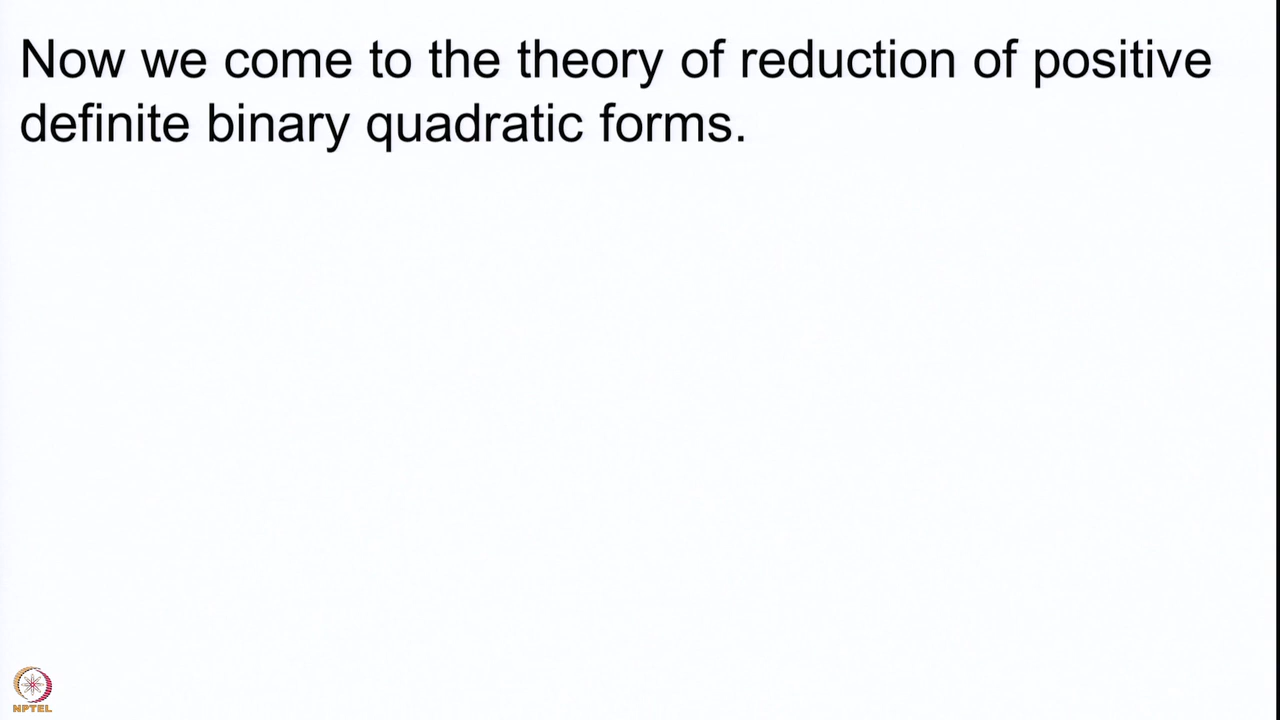 Now we come to the theory of reduction of positive
definite binary quadratic forms.
NPTEL